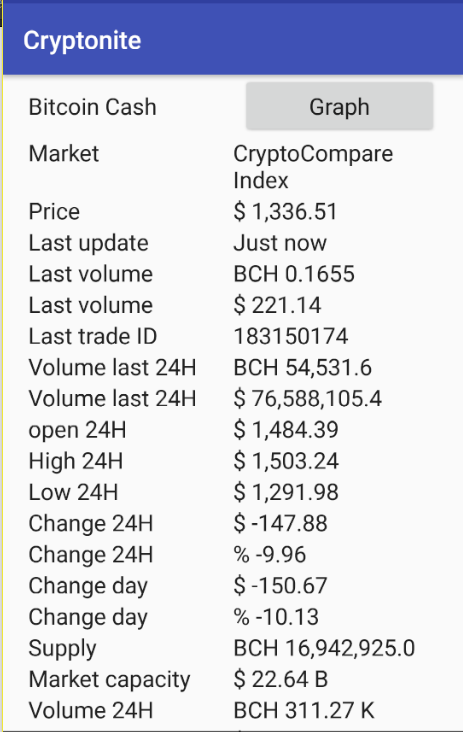 Cryptonite
Bitcoin Cash Graph
Market CryptoCompare
Index
Price $ 1,336.51
Last update Just now
Last volume BCH 0.1655
Last volume $ 221.14
Last trade ID 183150174
Volume last 24H BCH 54,531.6
Volume last 24H $ 76,588,105.4
open 24H $ 1,484.39
High 24H $ 1,503.24
Low 24H $ 1,291.98
Change 24H $ -147.88
Change 24H % -9.96
Change day $ -150.67
Change day % -10.13
Supply BCH 16,942,925.0
Market capacity $ 22.64 B
Volume 24H BCH 311.27 K